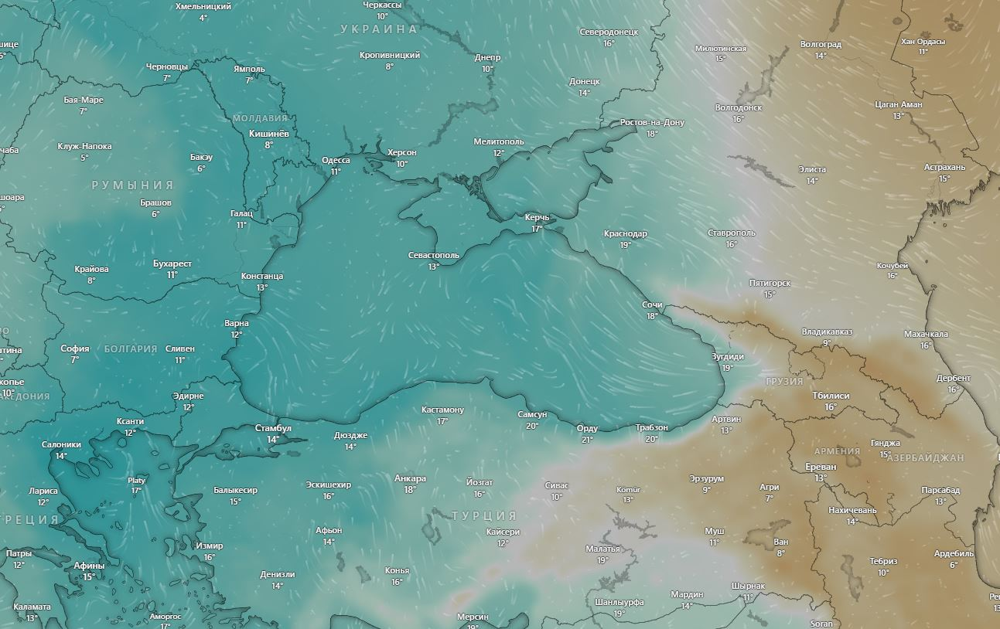 Хмельницкий
4°
Черкассы
10°
УКРАИНА
Северодонецк
16°
Милютинская
15°
Волгоград
14°
Хан Ордасы
11°
Кропивницкий
8°
Днепр
10°
Черновцы
7°
Ямполь
7°
Донецк
14°
Бая-Маре
7°
МОЛДАВИЯ
Кишинёв
8°
Волгодонск
16°
Цаган Аман
13°
Ростов-на-Дону
18°
Клуж-Напока
5°
Бакэу
6°
Одесса
11°
Херсон
10°
Мелитополь
12°
Элиста
14°
Астрахань
15°
РУМЫНИЯ
Брашов
6°
Галац
11°
Керчь
17°
Краснодар
19°
Ставрополь
16°
Севастополь
13°
Крайова
8°
Бухарест
11°
Констанца
13°
Кочубей
16°
Пятигорск
15°
Сочи
18°
Варна
12°
Владикавказ
9°
Махачкала
16°
София
7°
БОЛГАРИЯ
Сливен
11°
Зугдиди
19°
ГРУЗИЯ
Дербент
16°
10°
Эдирне
12°
Тбилиси
16°
Кастамону
17°
Самсун
20°
Артвин
13°
Ксанти
12°
Стамбул
14°
Дюздже
14°
Орду
21°
Трабзон
20°
Салоники
14°
АРМЕНИЯ
Гянджа
15°
АЗЕРБАЙДЖАН
Ереван
13°
Platy
17°
Лариса
12°
Балыкесир
15°
Эскишехир
16°
Анкара
18°
Йозгат
16°
Сивас
10°
Kömür
13°
Эрзурум
9°
Агри
7°
Парсабад
13°
РЕЦИЯ
ТУРЦИЯ
Нахичевань
14°
Афьон
14°
Кайсери
12°
Муш
11°
Ван
8°
Измир
16°
Малатья
19°
Патры
12°
Афины
15°
Ардебиль
6°
Тебриз
10°
Денизли
14°
Конья
16°
Шырнак
11°
Мардин
14°
Шанлыурфа
19°
Каламата
13°
Аморгос
17°
Мерсин
19°
Soran